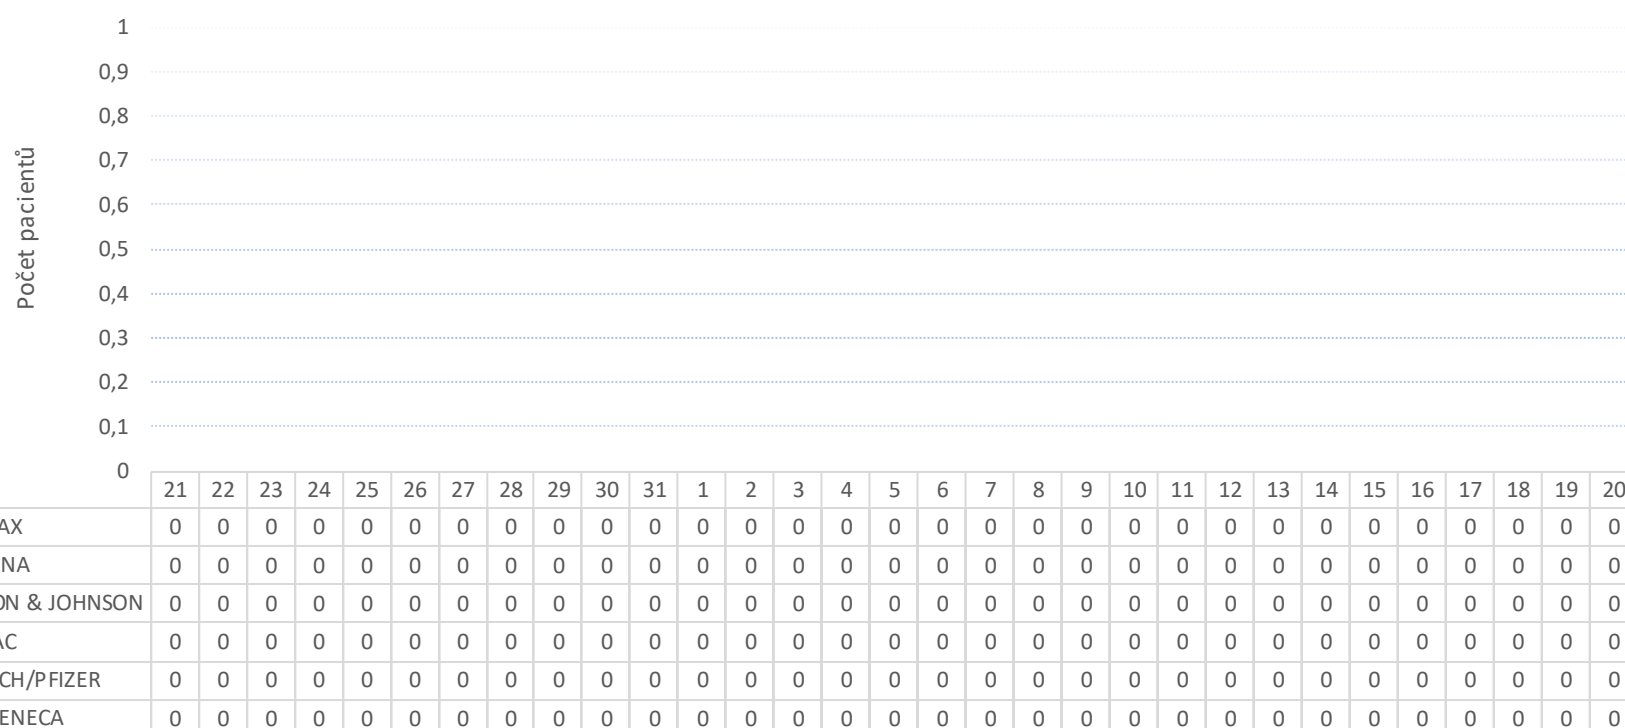 Počet pacientů
1
0,9
0,8
0,7
0,6
0,5
0,4
0,3
0,2
0,1
0
21 22 23 24 25 26 27 28 29 30 31 1 2 3 4 5 6 7 8 9 10 11 12 13 14 15 16 17 18 19 20
AX 0 0 0 0 0 0 0 0 0 0 0 0 0 0 0 0 0 0 0 0 0 0 0 0 0 0 0 0 0 0 0
NA 0 0 0 0 0 0 0 0 0 0 0 0 0 0 0 0 0 0 0 0 0 0 0 0 0 0 0 0 0 0 0
ON & JOHNSON 0 0 0 0 0 0 0 0 0 0 0 0 0 0 0 0 0 0 0 0 0 0 0 0 0 0 0 0 0 0 0
AC 0 0 0 0 0 0 0 0 0 0 0 0 0 0 0 0 0 0 0 0 0 0 0 0 0 0 0 0 0 0 0
CH/PFIZER 0 0 0 0 0 0 0 0 0 0 0 0 0 0 0 0 0 0 0 0 0 0 0 0 0 0 0 0 0 0 0
ENECA 0 0 0 0 0 0 0 0 0 0 0 0 0 0 0 0 0 0 0 0 0 0 0 0 0 0 0 0 0 0 0